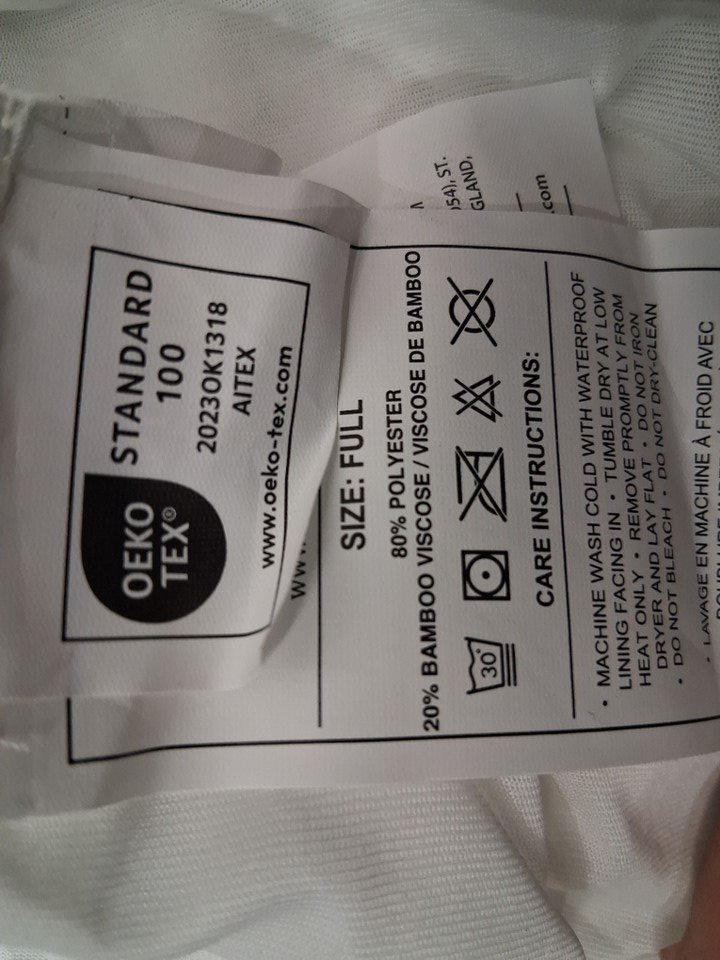 OEKO
TEX®
STANDARD
100
2023OK1318
AITEX
www.oeko-tex.com
WW
054), ST.
GLAND,
.com
SIZE: FULL
80% POLYESTER
20% BAMBOO VISCOSE / VISCOSE DE BAMBOO
30°
CARE INSTRUCTIONS:
• MACHINE WASH COLD WITH WATERPROOF
LINING FACING IN • TUMBLE DRY AT LOW
HEAT ONLY • REMOVE PROMPTLY FROM
DRYER AND LAY FLAT • DO NOT IRON
• DO NOT BLEACH • DO NOT DRY-CLEAN
• LAVAGE EN MACHINE À FROID AVEC